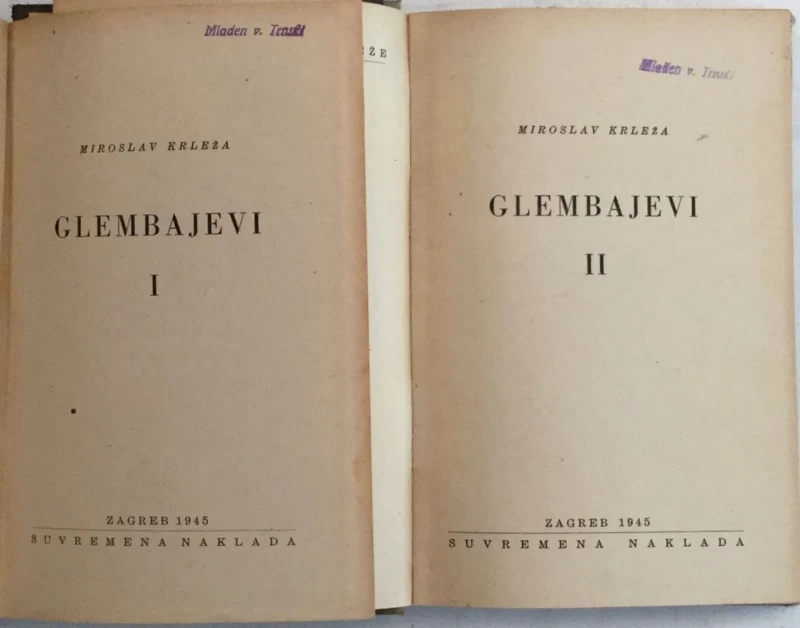 Mladen v. Trnski
MIROSLAV KRLEŽA
GLEMBAJEVI
I
ZAGREB 1945
SUVREMENA NAKLADA
ŽE
Mladen v. Trnski
MIROSLAV KRLEŽA
GLEMBAJEVI
II
ZAGREB 1945
SUVREMENA NAKLADA